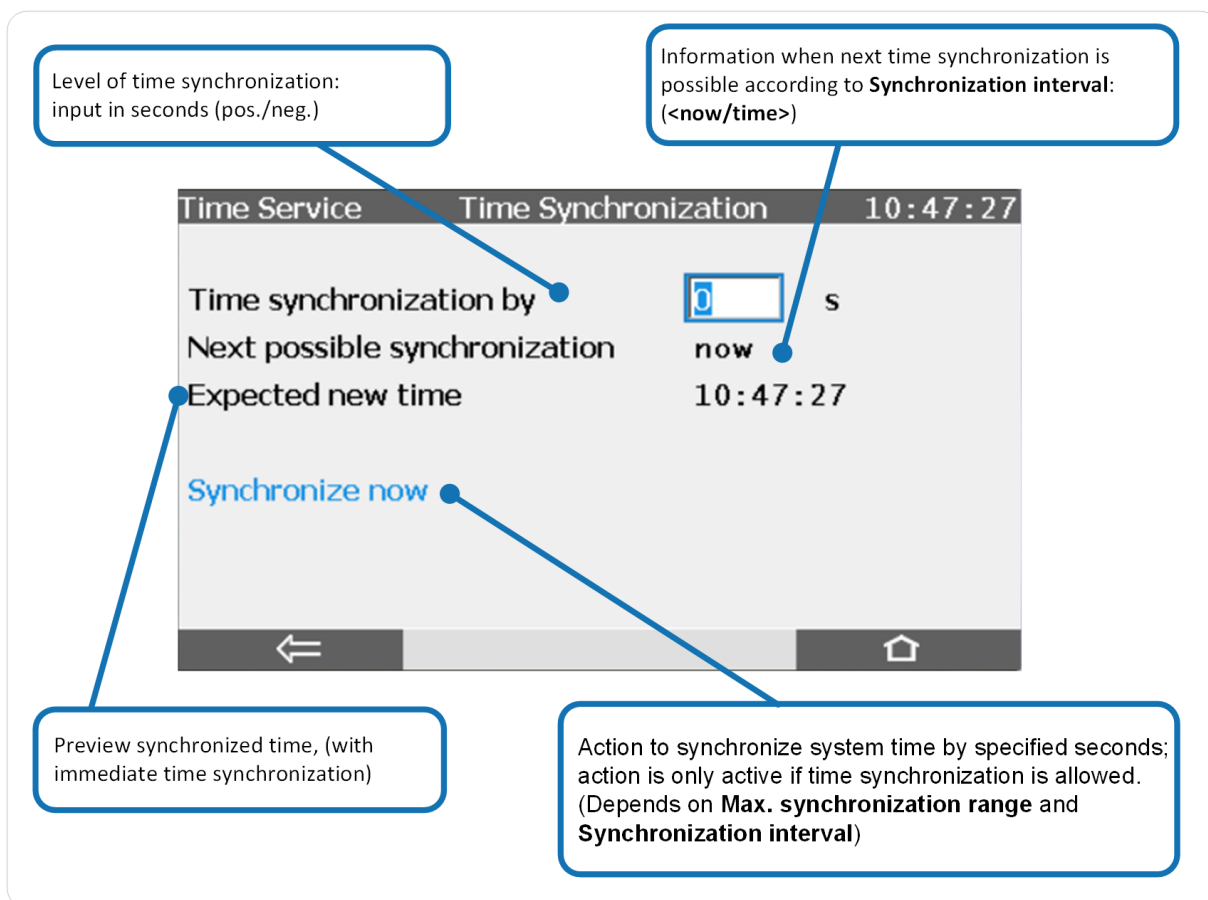 Level of time synchronization:
input in seconds (pos./neg.)
Information when next time synchronization is
possible according to Synchronization interval:
(<now/time>)
Time Service Time Synchronization 10:47:27
Time synchronization by 0 s
Next possible synchronization now
Expected new time 10:47:27
Synchronize now
Preview synchronized time, (with
immediate time synchronization)
Action to synchronize system time by specified seconds;
action is only active if time synchronization is allowed.
(Depends on Max. synchronization range and
Synchronization interval)